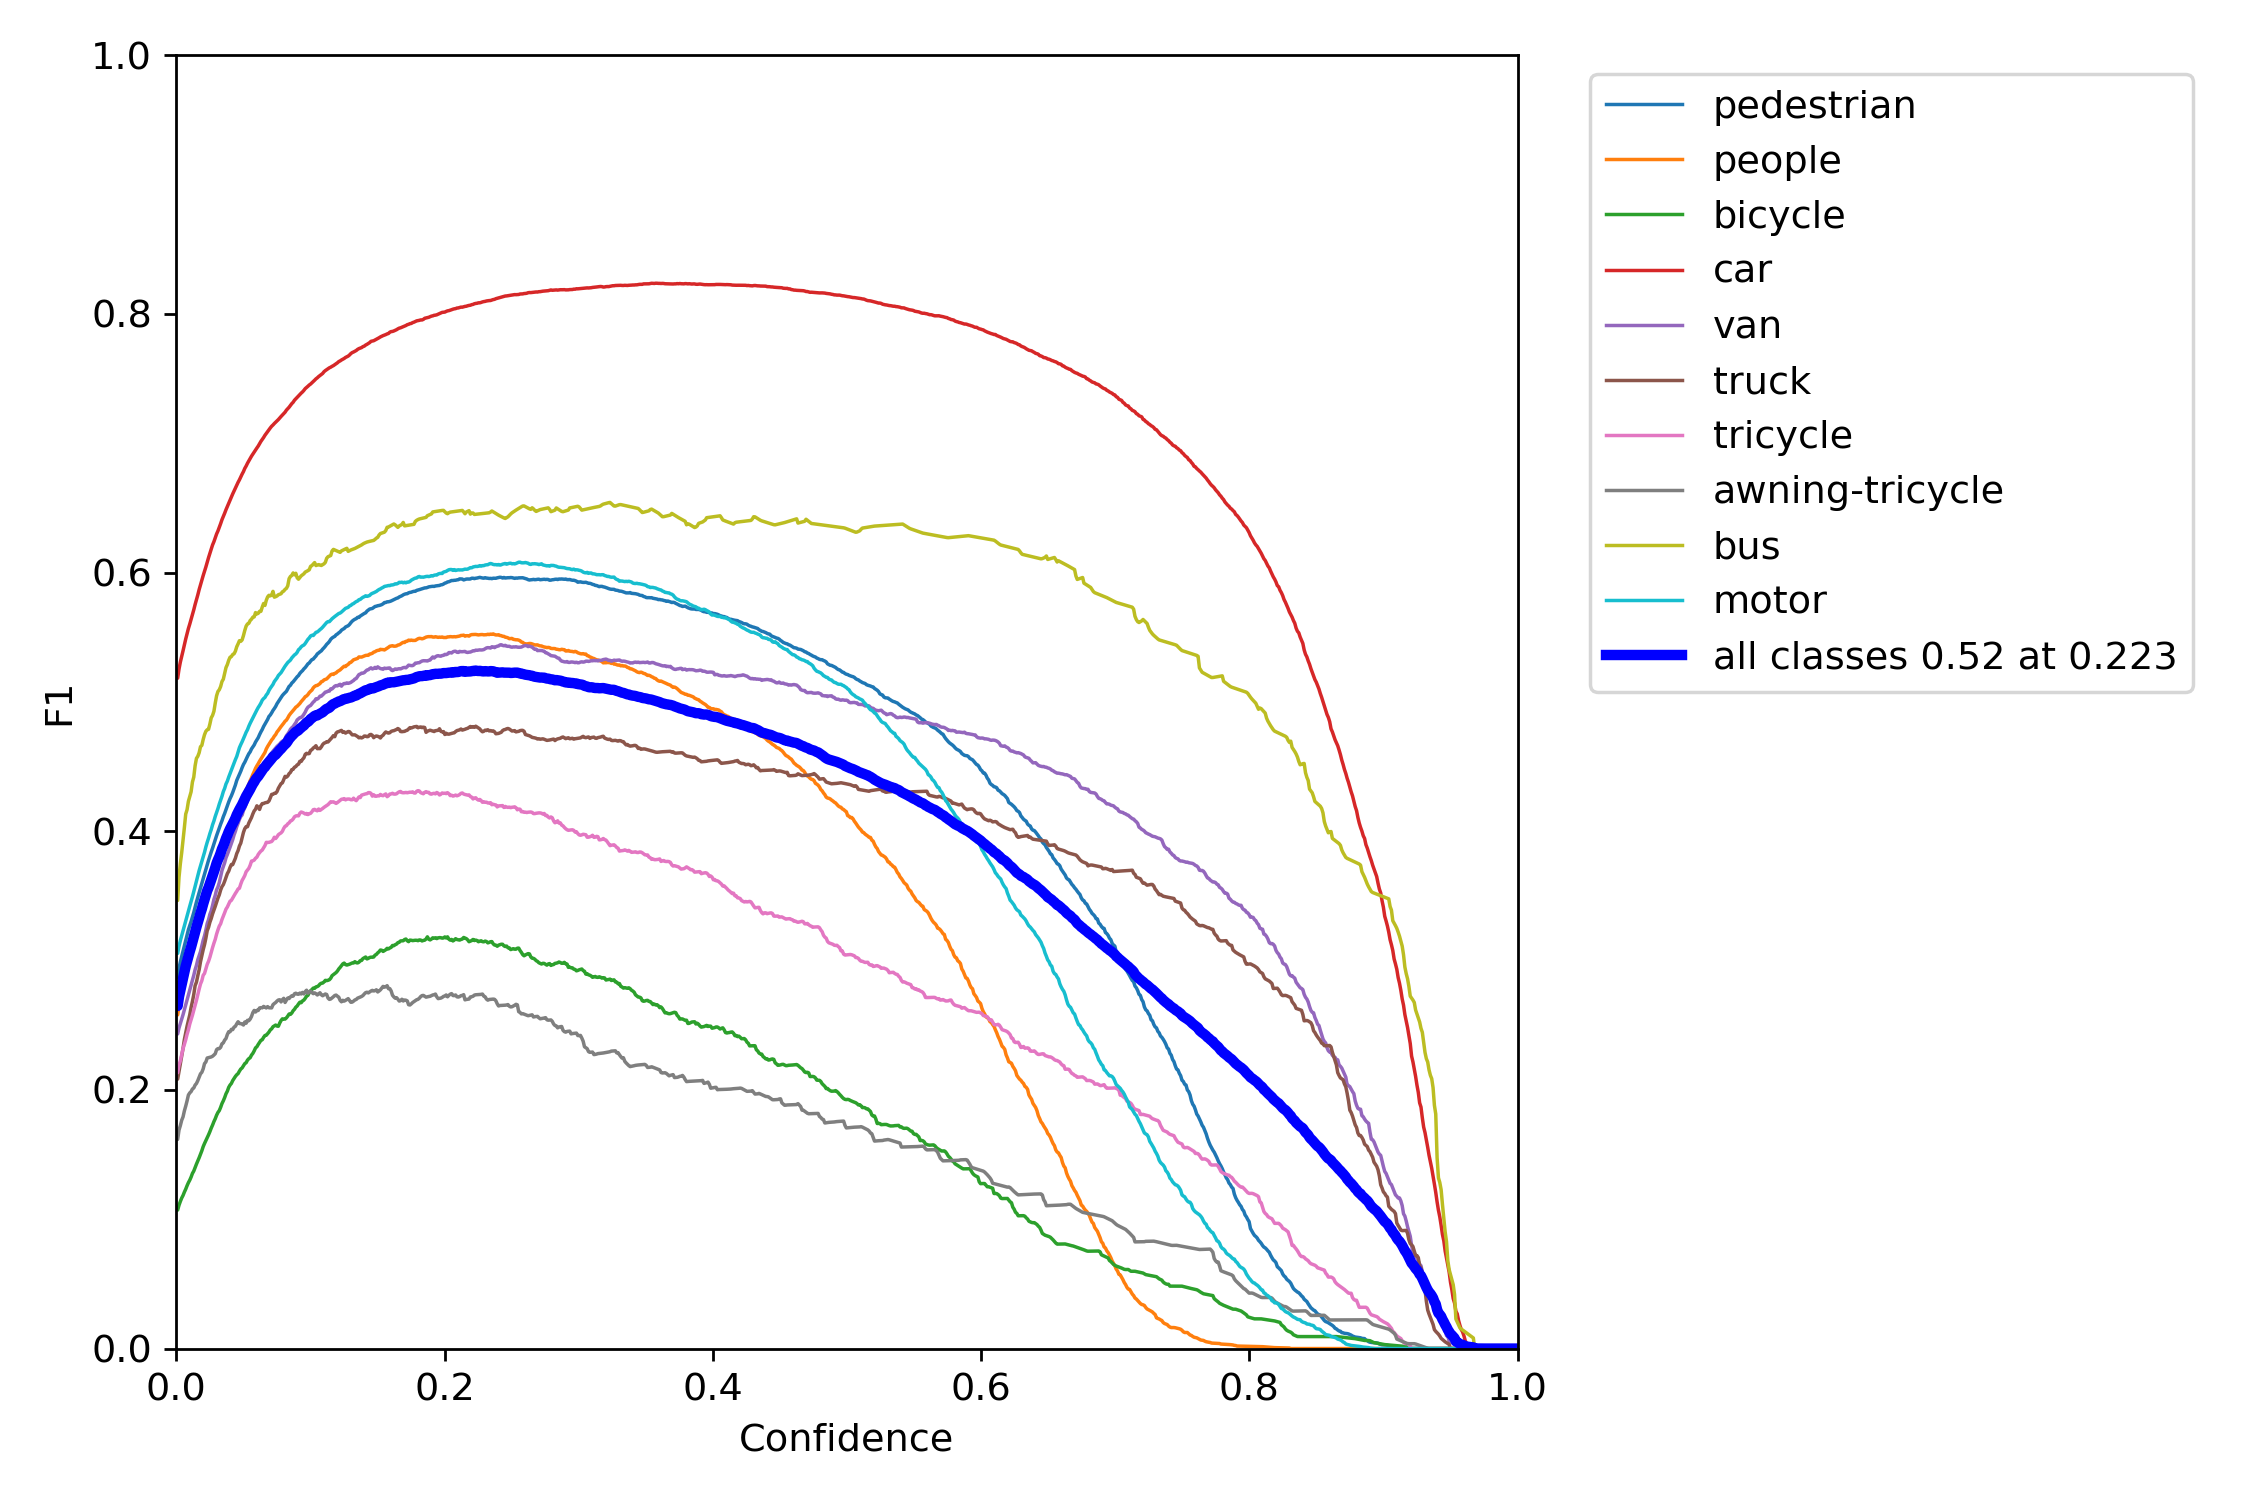 1.0
0.8
0.6
0.4
0.2
0.0
F1
0.0 0.2 0.4 0.6 0.8 1.0
Confidence
pedestrian
people
bicycle
car
van
truck
tricycle
awning-tricycle
bus
motor
all classes 0.52 at 0.223